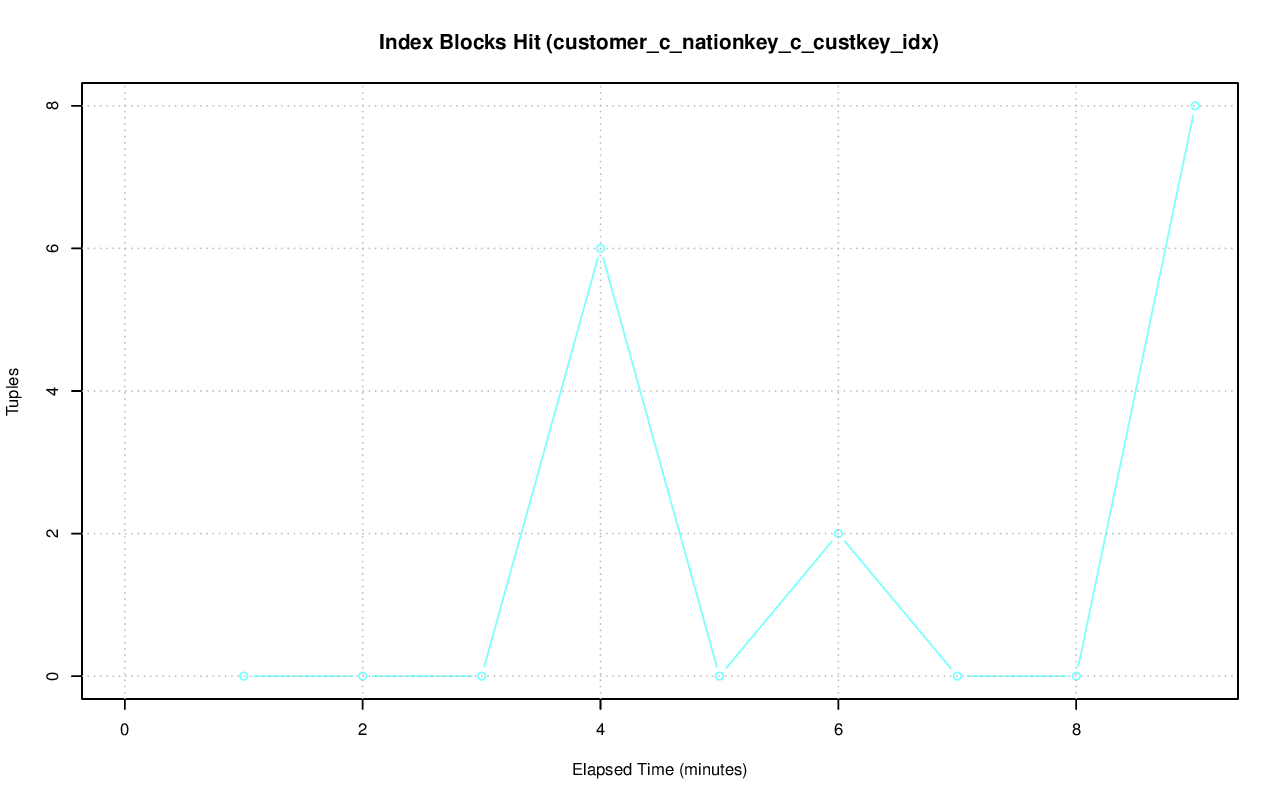 Index Blocks Hit (customer_c_nationkey_c_custkey_idx)
8
6
4
2
0
Tuples
0 2 4 6 8
Elapsed Time (minutes)